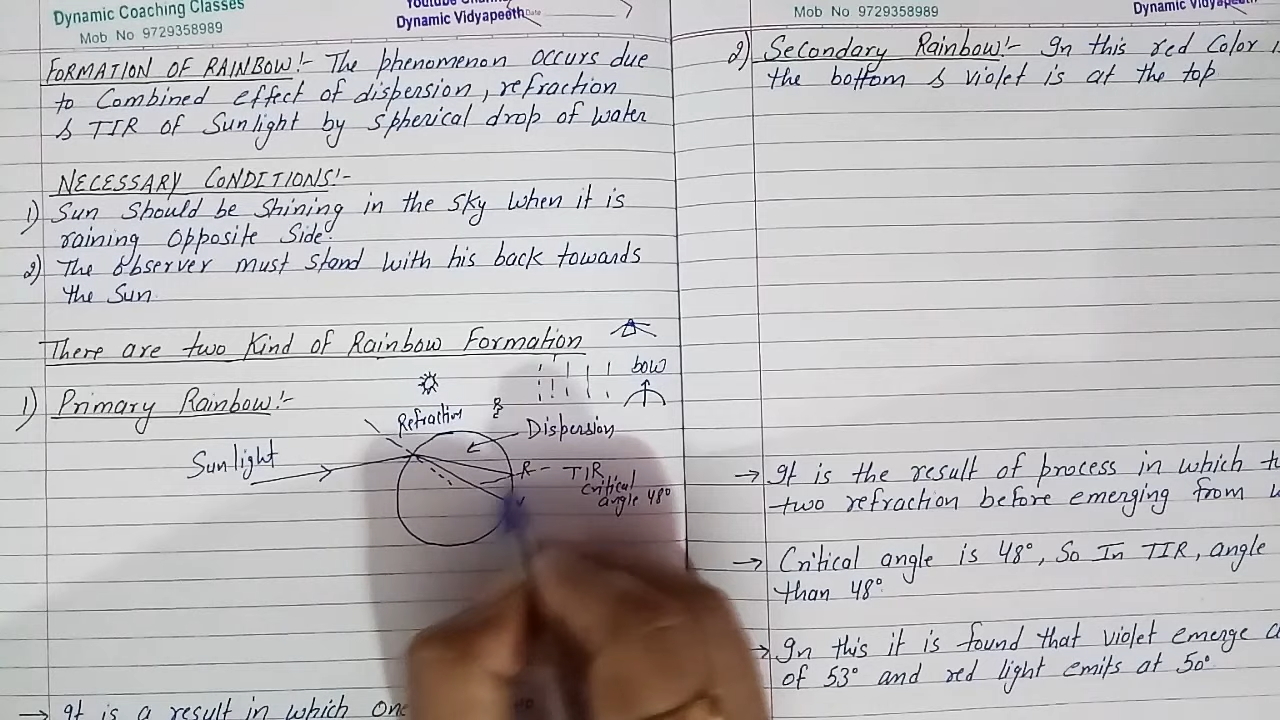 Dynamic Coaching Classes
Mob No 9729358989
Dynamic Vidyapeeth Date
FORMATION OF RAINBOW:- The phenomenon occurs due
to Combined effect of dispension, refraction
& TIR of Sunlight by spherical drop of water
NECESSARY CONDITIONS:-
1) Sun should be shining in the sky when it is
raining opposite side.
2) The observer must stand with his back towards
the sun.
There are two Kind of Rainbow Formation
bow
1) Primary Rainbow:-
Refraction
Dispension
Sunlight
R - TIR
Critical
angle 48°
V
→ It is a result in which one
Mob No 9729358989
Dynamic Vidyapeeth
2) Secondary Rainbow:- In this red Color
the bottom & violet is at the top
→ It is the result of process in which
two refraction before emerging from
→ Critical angle is 48°, So In TIR, angle
than 48°.
→ In this it is found that violet emerge
of 53° and red light emits at 50°